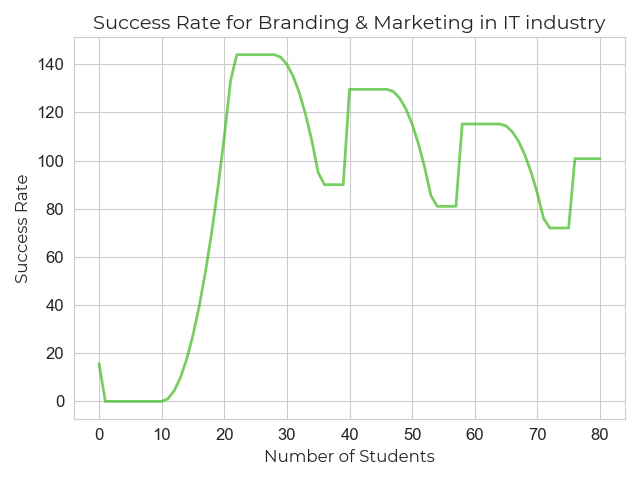 Success Rate for Branding & Marketing in IT industry
140
120
100
80
60
40
20
0
Success Rate
0 10 20 30 40 50 60 70 80
Number of Students